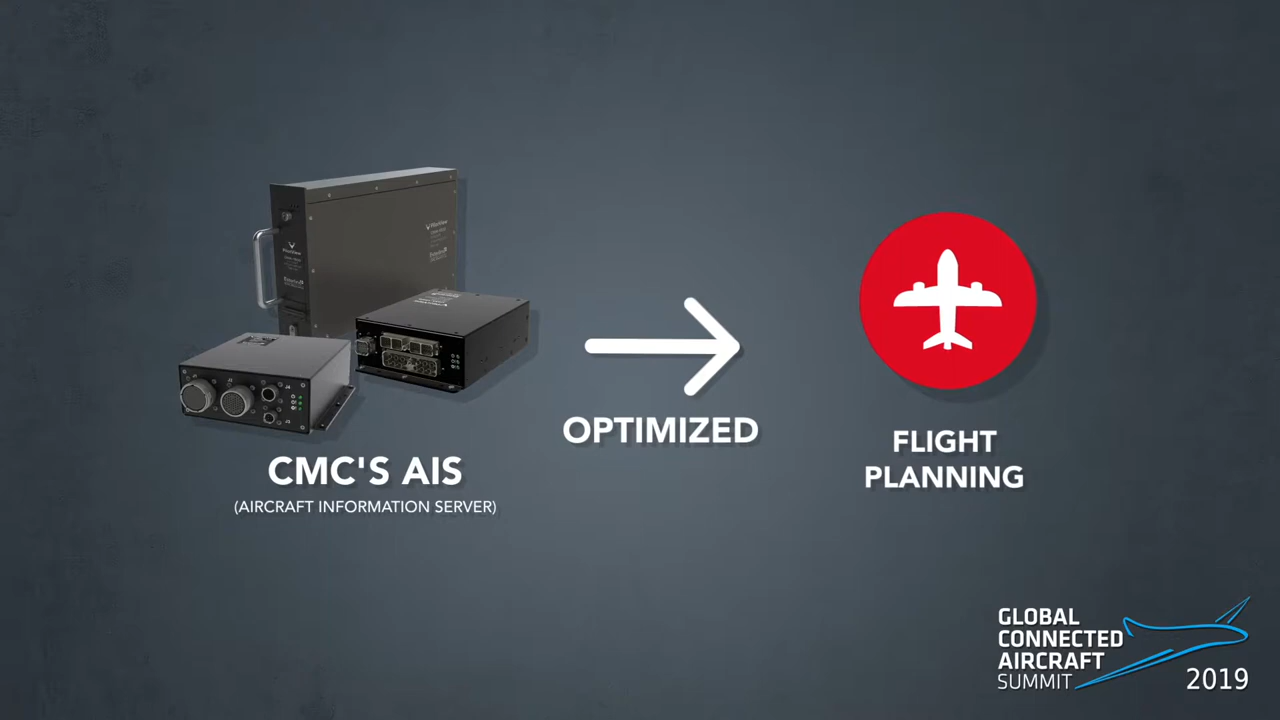 CMC'S AIS
(AIRCRAFT INFORMATION SERVER)
OPTIMIZED
FLIGHT
PLANNING
GLOBAL
CONNECTED
AIRCRAFT
SUMMIT
2019